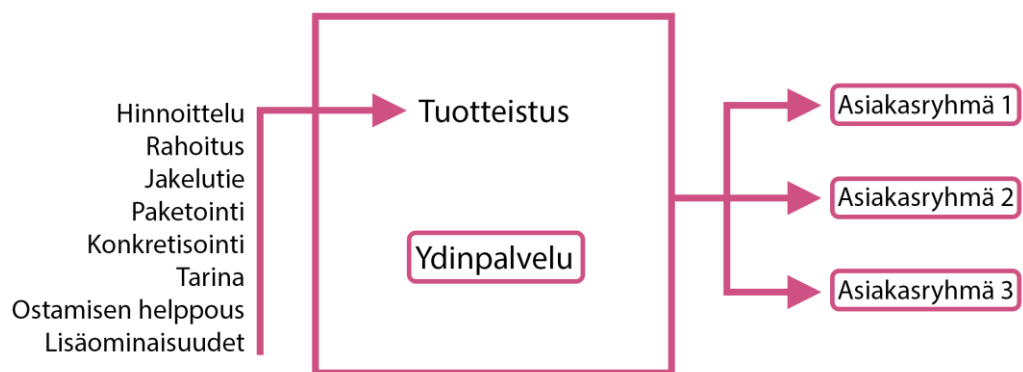 Hinnoittelu
Rahoitus
Jakelutie
Paketointi
Konkretisointi
Tarina
Ostamisen helppous
Lisäominaisuudet
Tuotteistus
Ydinpalvelu
Asiakasryhmä 1
Asiakasryhmä 2
Asiakasryhmä 3